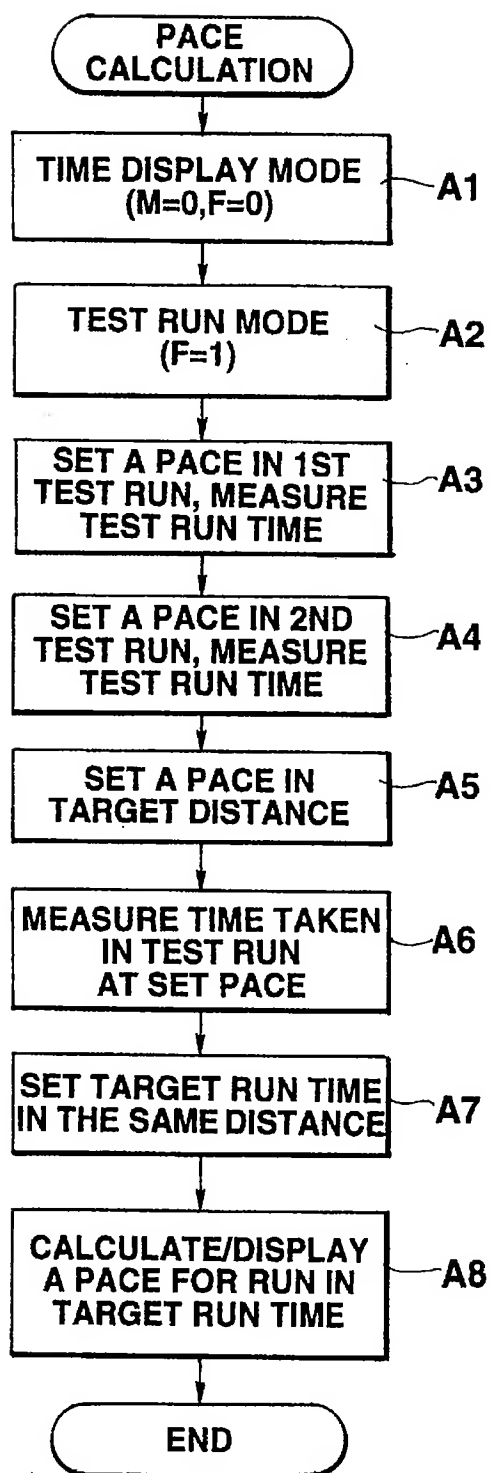 PACE
CALCULATION
TIME DISPLAY MODE
(M=0,F=0)
A1
TEST RUN MODE
(F=1)
A2
SET A PACE IN 1ST
TEST RUN, MEASURE
TEST RUN TIME
A3
SET A PACE IN 2ND
TEST RUN, MEASURE
TEST RUN TIME
A4
SET A PACE IN
TARGET DISTANCE
A5
MEASURE TIME TAKEN
IN TEST RUN
AT SET PACE
A6
SET TARGET RUN TIME
IN THE SAME DISTANCE
A7
CALCULATE/DISPLAY
A PACE FOR RUN IN
TARGET RUN TIME
A8
END